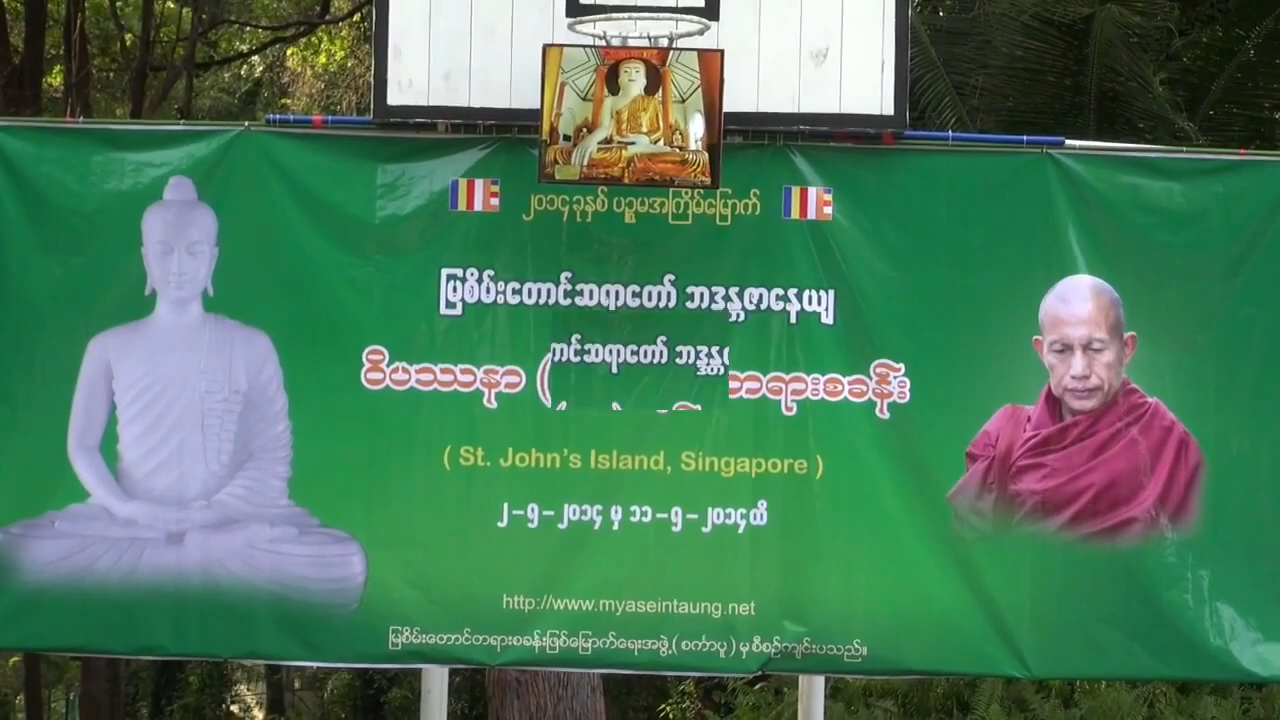 ၂၀၁၄ ခုနှစ် ပဉ္စမအကြိမ်မြောက်
မြစိမ်းတောင်ဆရာတော် ဘဒန္တဇာနေယျ
ောင်ဆရာတော် ဘဒ္ဒန္တ
ဝိပဿနာ ( တရားစခန်း
( St. John's Island, Singapore )
၂-၅-၂၀၁၄ မှ ၁၁-၅-၂၀၁၄ထိ
http://www.myaseintaung.net
မြစိမ်းတောင်တရားစခန်းဖြစ်မြောက်ရေးအဖွဲ့ ( စင်္ကာပူ ) မှ စီစဉ်ကျင်းပသည်။